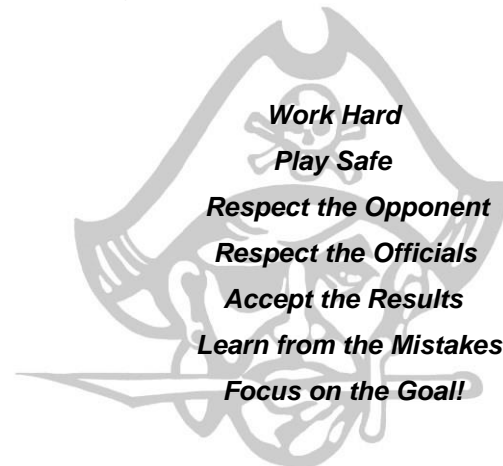 Work Hard
Play Safe
Respect the Opponent
Respect the Officials
Accept the Results
Learn from the Mistakes
Focus on the Goal!